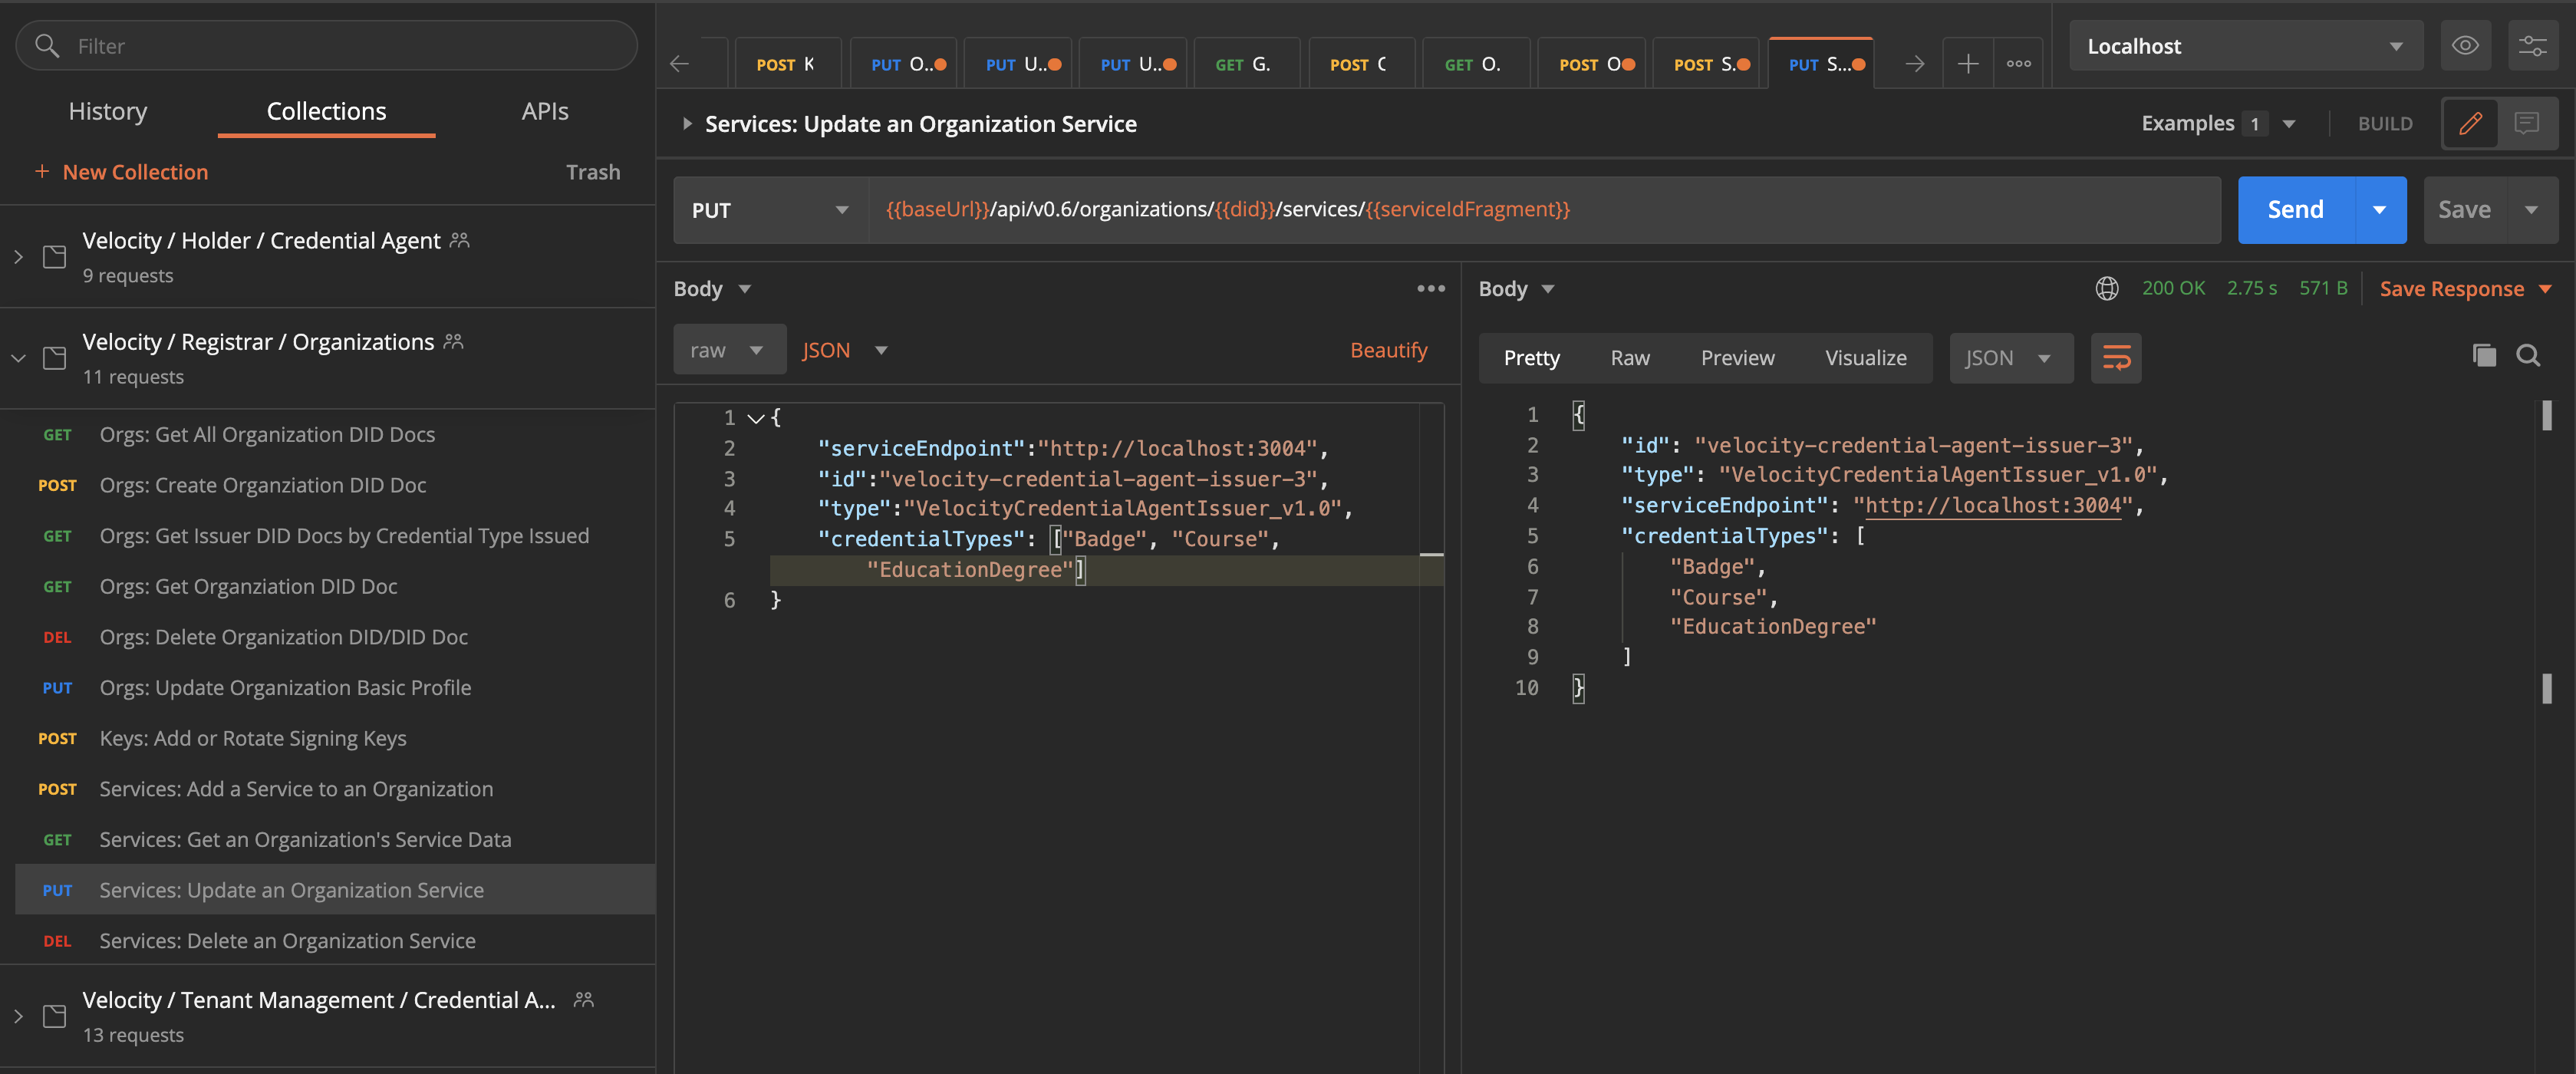 Filter
History
Collections
APIs
+ New Collection
Trash
Velocity / Holder / Credential Agent
9 requests
Velocity / Registrar / Organizations
11 requests
GET Orgs: Get All Organization DID Docs
POST Orgs: Create Organziation DID Doc
GET Orgs: Get Issuer DID Docs by Credential Type Issued
GET Orgs: Get Organziation DID Doc
DEL Orgs: Delete Organization DID/DID Doc
PUT Orgs: Update Organization Basic Profile
POST Keys: Add or Rotate Signing Keys
POST Services: Add a Service to an Organization
GET Services: Get an Organization's Service Data
PUT Services: Update an Organization Service
DEL Services: Delete an Organization Service
Velocity / Tenant Management / Credential A...
13 requests
POST K
PUT O..
PUT U..
PUT U..
GET G.
POST C
GET O.
POST O
POST S.
PUT S...
Localhost
Services: Update an Organization Service
Examples 1
BUILD
PUT
{{baseUrl}}/api/v0.6/organizations/{{did}}/services/{{serviceIdFragment}}
Send
Save
Body
raw
JSON
Beautify
1 {
2 "serviceEndpoint":"http://localhost:3004",
3 "id":"velocity-credential-agent-issuer-3",
4 "type":"VelocityCredentialAgentIssuer_v1.0",
5 "credentialTypes": ["Badge", "Course",
"EducationDegree"]
6 }
Body
200 OK
2.75 s
571 B
Save Response
Pretty
Raw
Preview
Visualize
JSON
1 {
2 "id": "velocity-credential-agent-issuer-3",
3 "type": "VelocityCredentialAgentIssuer_v1.0",
4 "serviceEndpoint": "http://localhost:3004",
5 "credentialTypes": [
6 "Badge",
7 "Course",
8 "EducationDegree"
9 ]
10 }